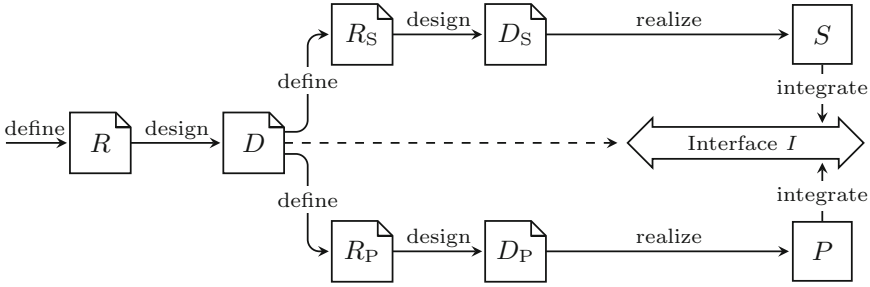 R_S design D_S realize S
define integrate
define R design D Interface I
define integrate
R_P design D_P realize P